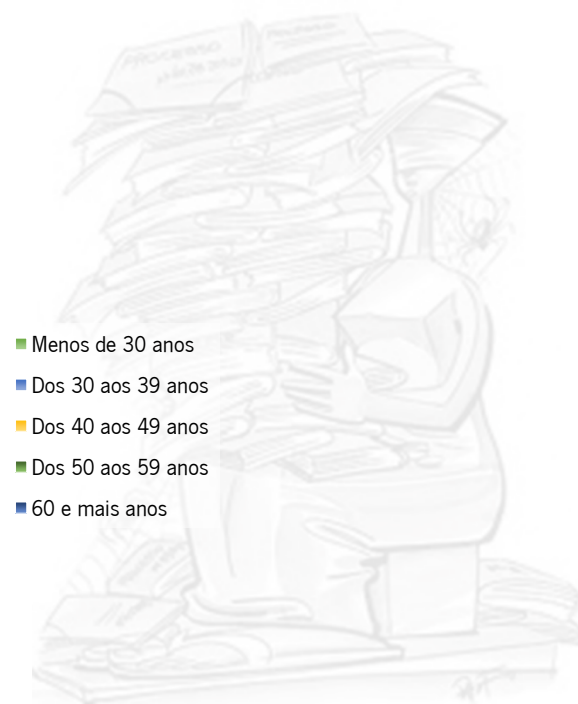 PROCESSO
Menos de 30 anos
Dos 30 aos 39 anos
Dos 40 aos 49 anos
Dos 50 aos 59 anos
60 e mais anos